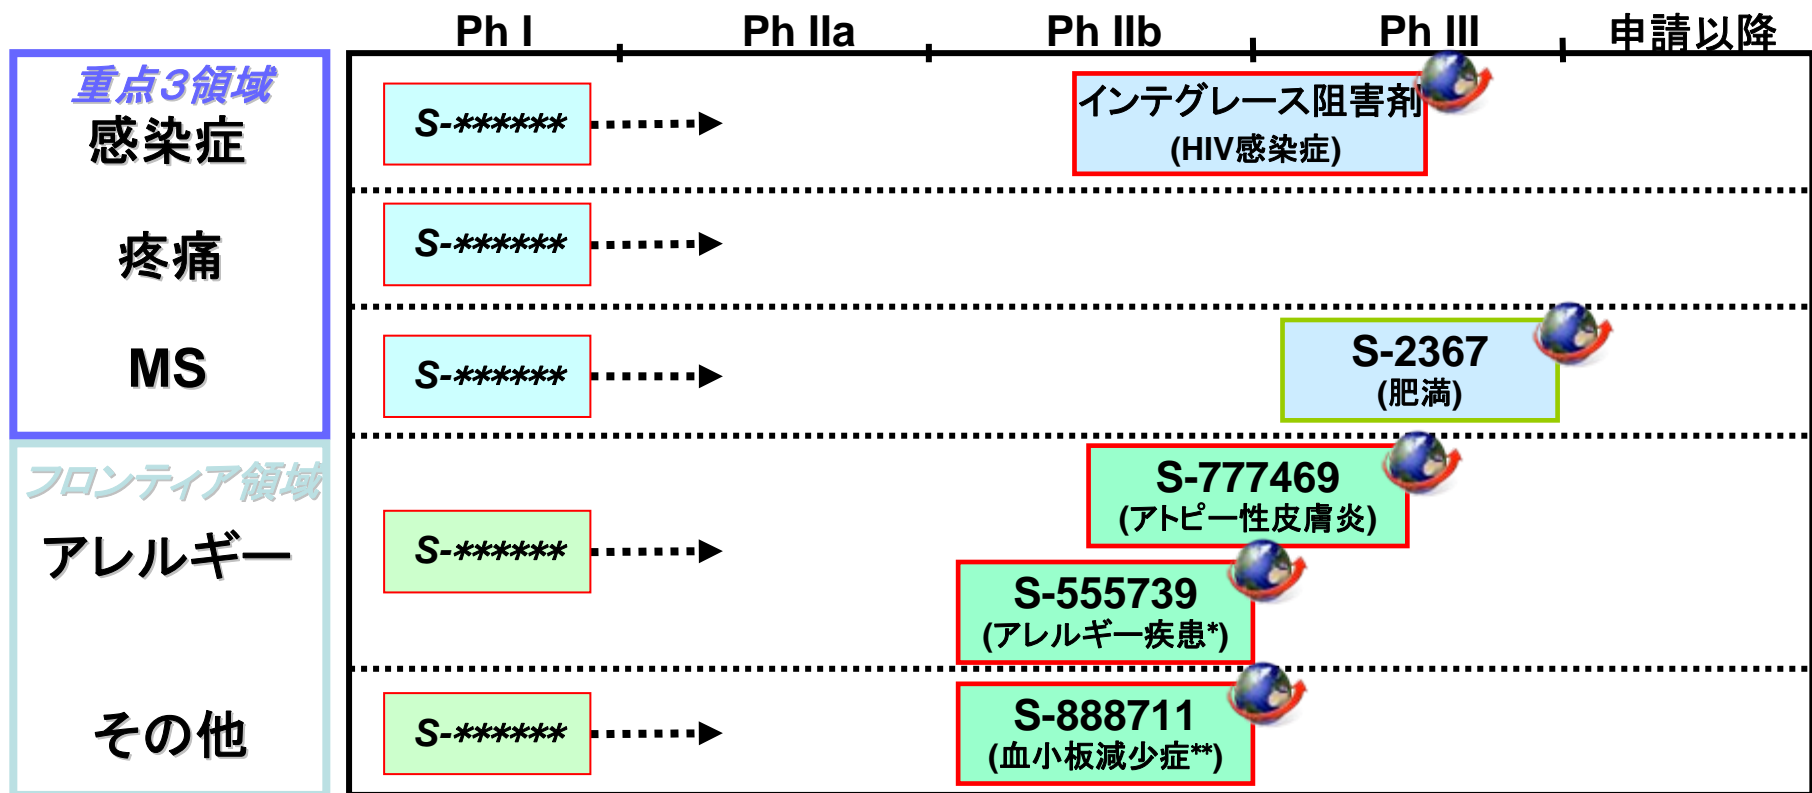 Ph I Ph IIa Ph IIb Ph III 申請以降
重点3領域
感染症
S-******
インテグレース阻害剤
(HIV感染症)
疼痛
S-******
MS
S-******
S-2367
(肥満)
フロンティア領域
アレルギー
S-******
S-777469
(アトピー性皮膚炎)
S-555739
(アレルギー疾患*)
その他
S-******
S-888711
(血小板減少症**)